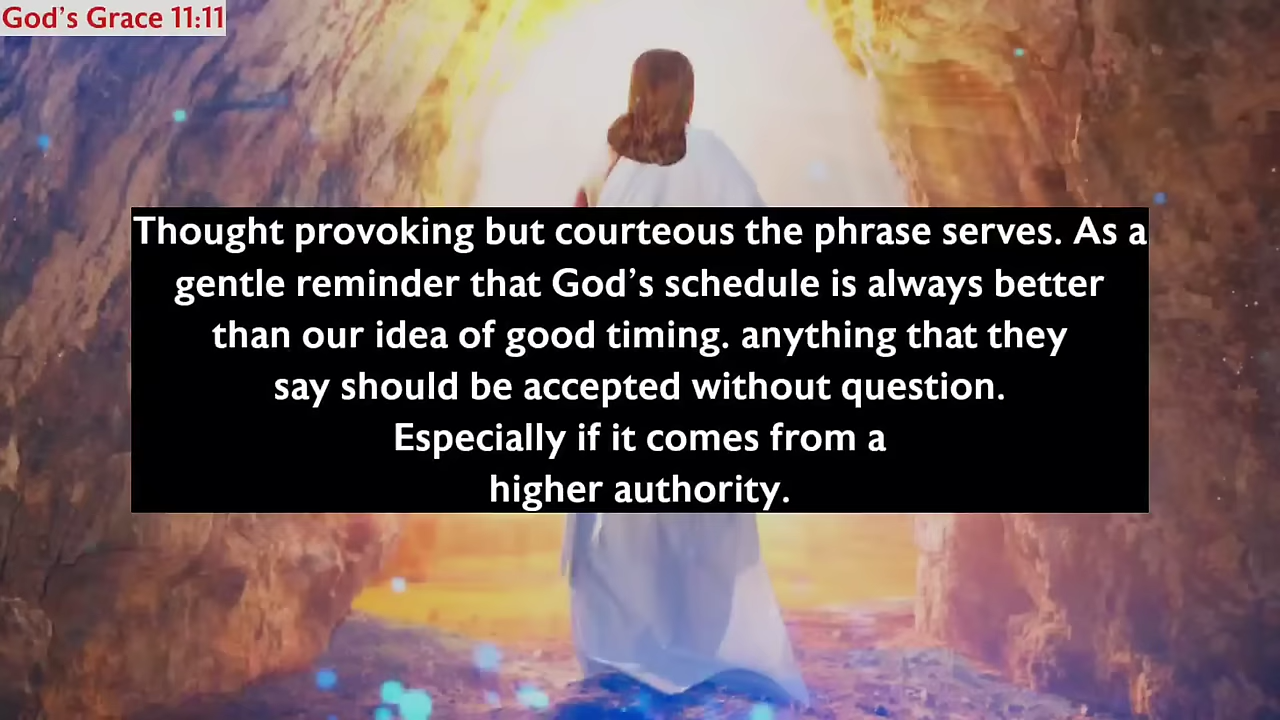 God’s Grace 11:11
Thought provoking but courteous the phrase serves. As a
gentle reminder that God’s schedule is always better
than our idea of good timing. anything that they
say should be accepted without question.
Especially if it comes from a
higher authority.